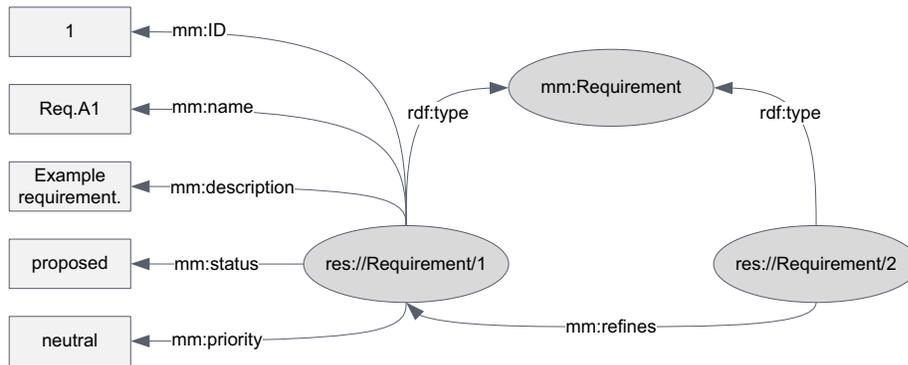 1
mm:ID
mm:Requirement
Req.A1
mm:name
rdf:type
rdf:type
Example
requirement.
mm:description
proposed
mm:status
res://Requirement/1
res://Requirement/2
neutral
mm:priority
mm:refines